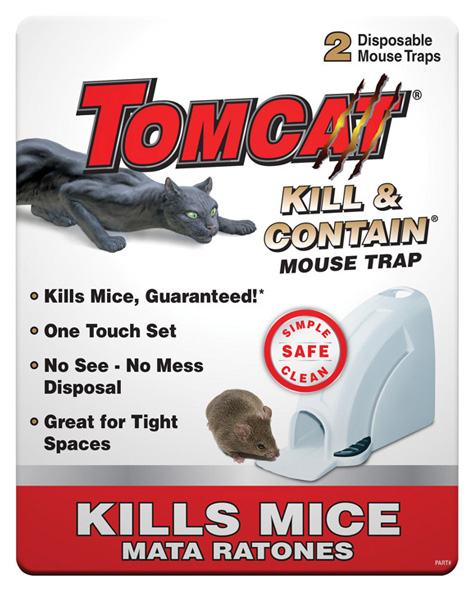 2 Disposable
Mouse Traps
TOMCAT®
KILL &
CONTAIN®
MOUSE TRAP
• Kills Mice, Guaranteed!*
• One Touch Set
• No See - No Mess
Disposal
• Great for Tight
Spaces
SIMPLE
SAFE
CLEAN
KILLS MICE
MATA RATONES
PART#